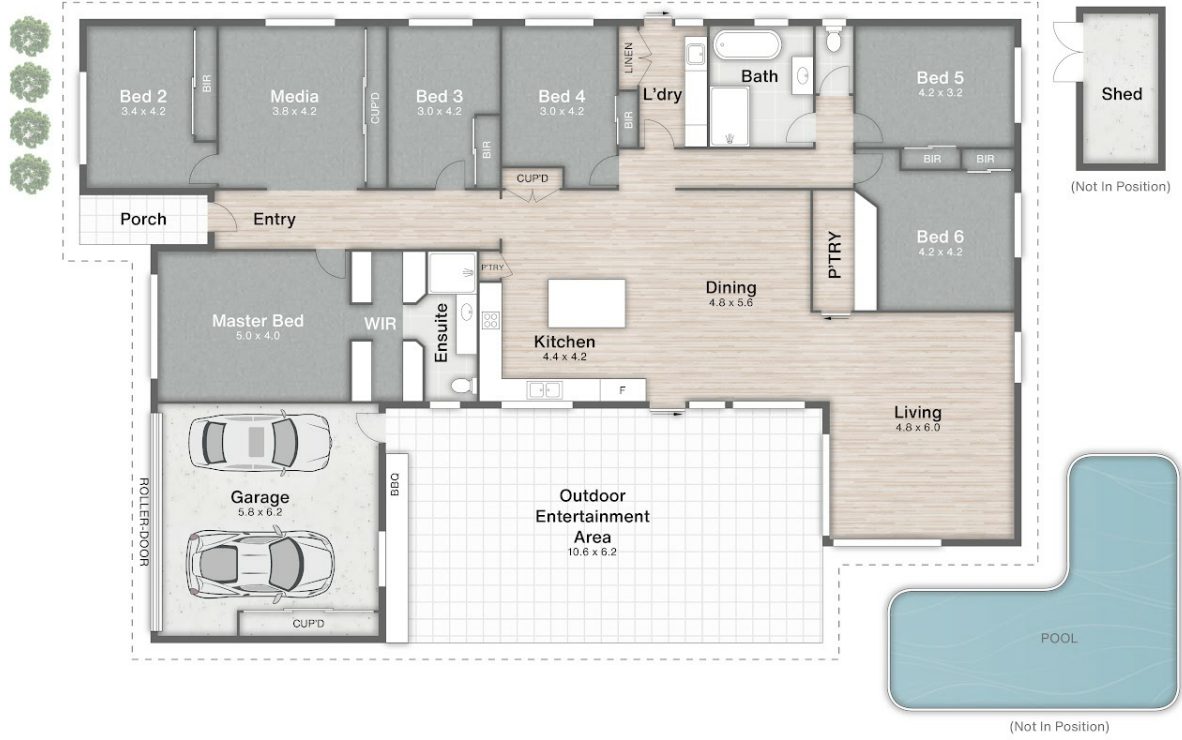 Bed 2
3.4 x 4.2
BIR
Media
3.8 x 4.2
CUP'D
Bed 3
3.0 x 4.2
BIR
Bed 4
3.0 x 4.2
BIR
LINEN
L'dry
Bath
Bed 5
4.2 x 3.2
BIR
BIR
Shed
(Not In Position)
CUP'D
Porch
Entry
P'TRY
Bed 6
4.2 x 4.2
P'TRY
Dining
4.8 x 5.6
Master Bed
5.0 x 4.0
WIR
Ensuite
Kitchen
4.4 x 4.2
F
Living
4.8 x 6.0
ROLLER-DOOR
Garage
5.8 x 6.2
BBQ
Outdoor
Entertainment
Area
10.6 x 6.2
CUP'D
POOL
(Not In Position)